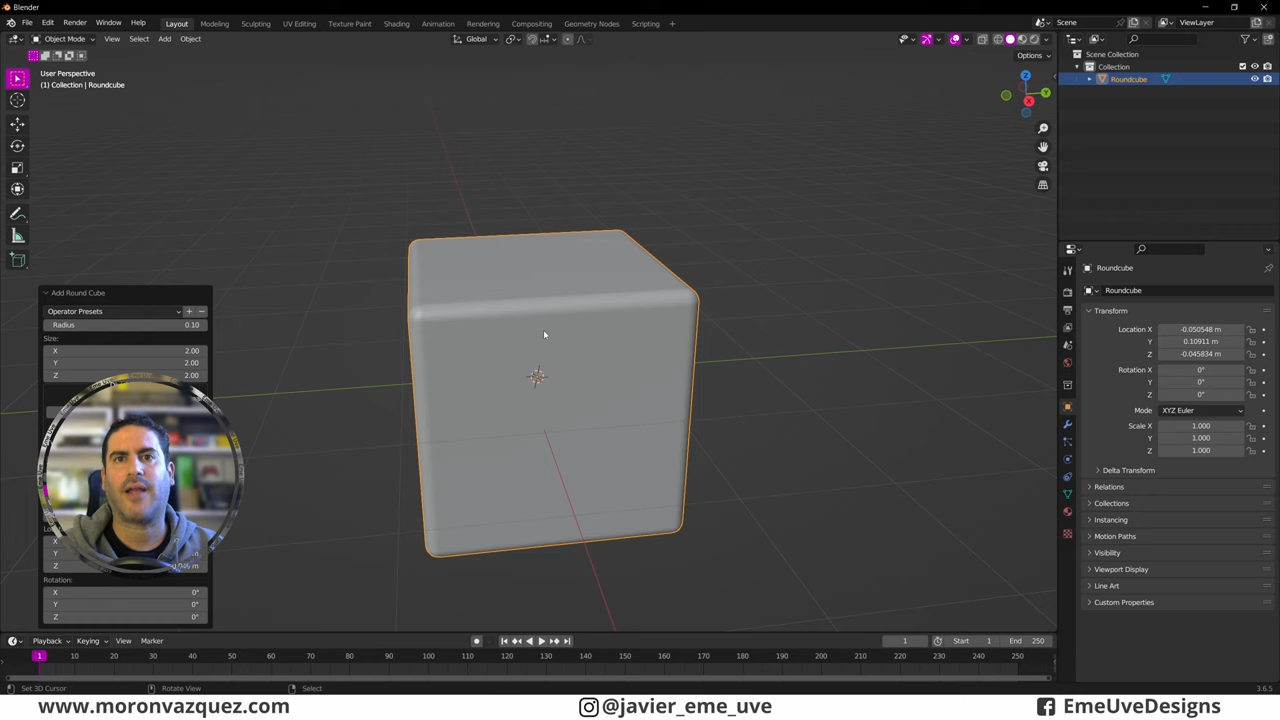 Blender
File Edit Render Window Help Layout Modeling Sculpting UV Editing Texture Paint Shading Animation Rendering Compositing Geometry Nodes Scripting + Scene ViewLayer
Object Mode View Select Add Object Global
Options
User Perspective
(1) Collection | Roundcube
Z
Y
X
Scene Collection
Collection
Roundcube
Roundcube
Roundcube
Transform
Location X -0.050548 m
Y 0.10911 m
Z -0.045834 m
Rotation X 0°
Y 0°
Z 0°
Mode XYZ Euler
Scale X 1.000
Y 1.000
Z 1.000
Delta Transform
Relations
Collections
Instancing
Motion Paths
Visibility
Viewport Display
Line Art
Custom Properties
Add Round Cube
Operator Presets
Radius 0.10
Size:
X 2.00
Y 2.00
Z 2.00
X
Y
Z
Rotation:
X 0°
Y 0°
Z 0°
Playback Keying View Marker 1 Start 1 End 250
1 10 20 30 40 50 60 70 80 90 100 110 120 130 140 150 160 170 180 190 200 210 220 230 240 250
Set 3D Cursor Rotate View Select 3.6.5
www.moronvazquez.com @javier_eme_uve EmeUveDesigns